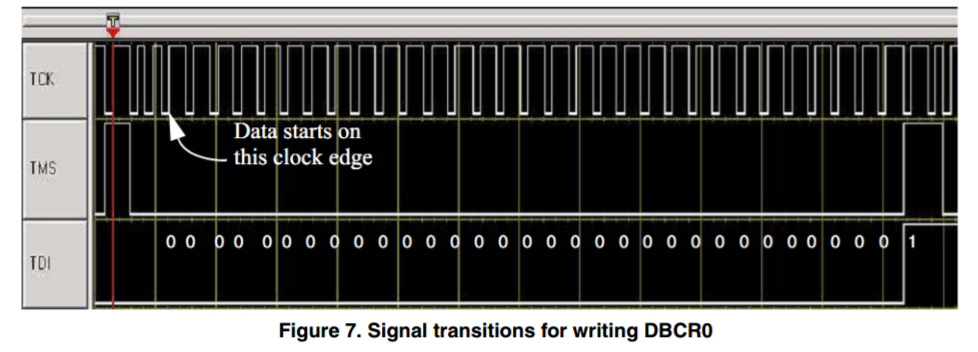 T
TCK
Data starts on
this clock edge
TMS
0 0 0 0 0 0 0 0 0 0 0 0 0 0 0 0 0 0 0 0 0 0 0 0 0 0 0 0 0 0 0 1
TDI
Figure 7. Signal transitions for writing DBCR0